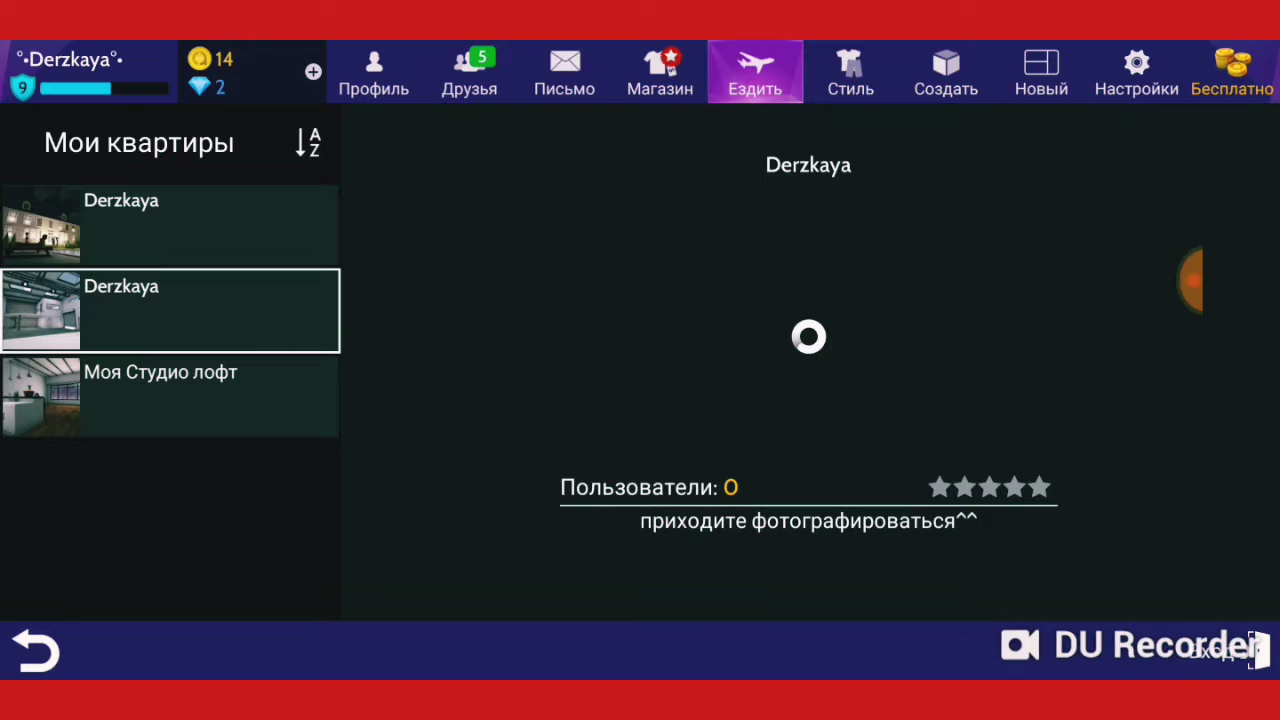 °•Derzkaya°•
9
14
2
Профиль
5
Друзья
Письмо
Магазин
Ездить
Стиль
Создать
Новый
Настройки
Бесплатно
Мои квартиры
A
Z
Derzkaya
Derzkaya
Моя Студио лофт
Derzkaya
Пользователи: 0
приходите фотографироваться^^
DU Recorder